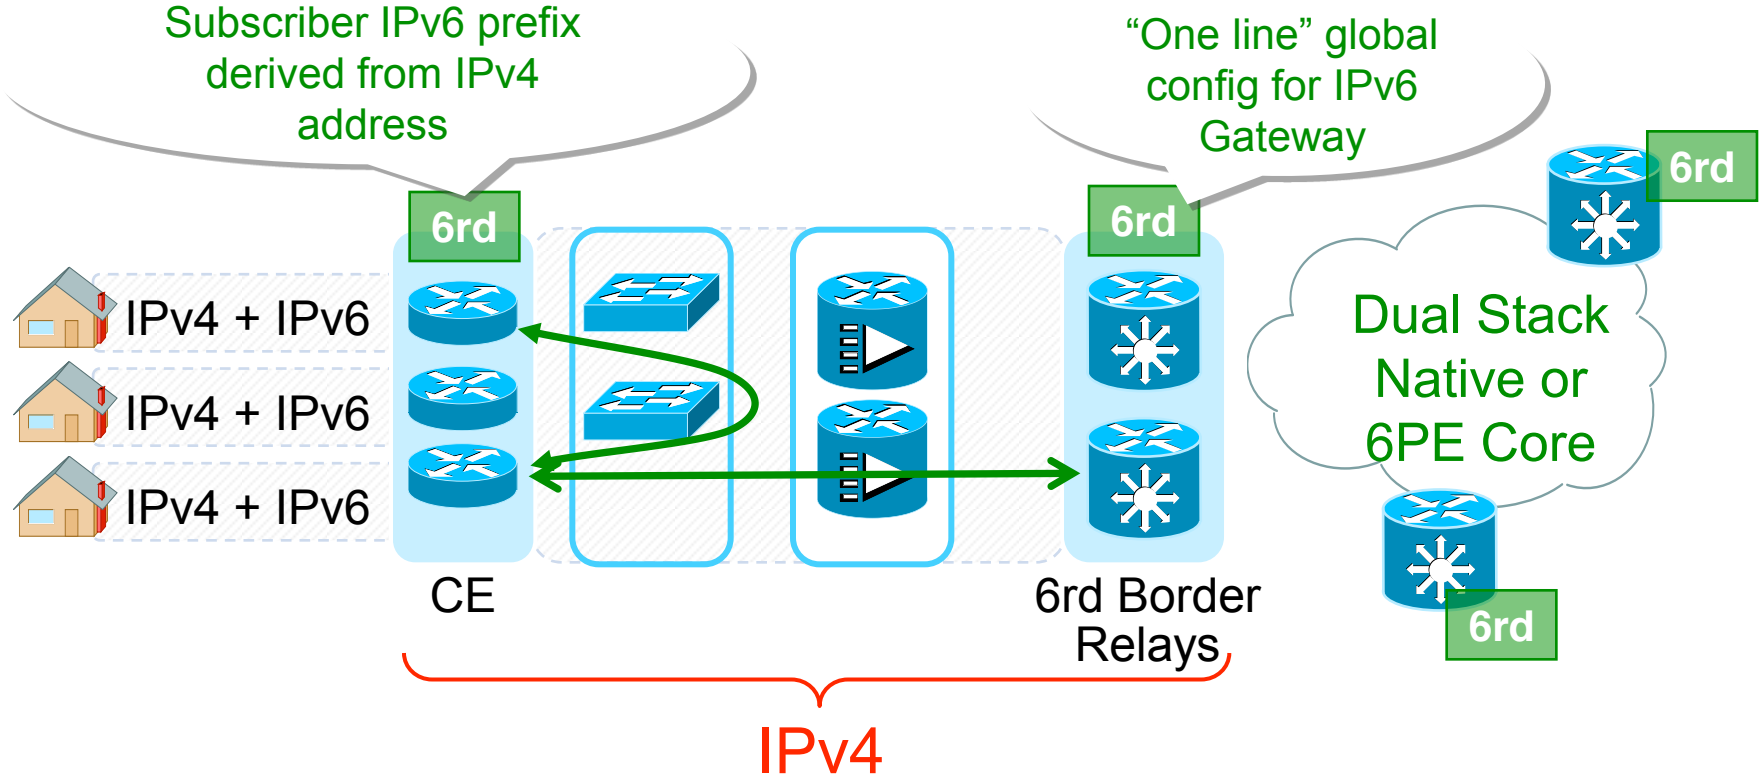 Subscriber IPv6 prefix
derived from IPv4
address
“One line” global
config for IPv6
Gateway
6rd
6rd
6rd
IPv4 + IPv6
IPv4 + IPv6
IPv4 + IPv6
Dual Stack
Native or
6PE Core
CE
6rd Border
Relays
6rd
IPv4